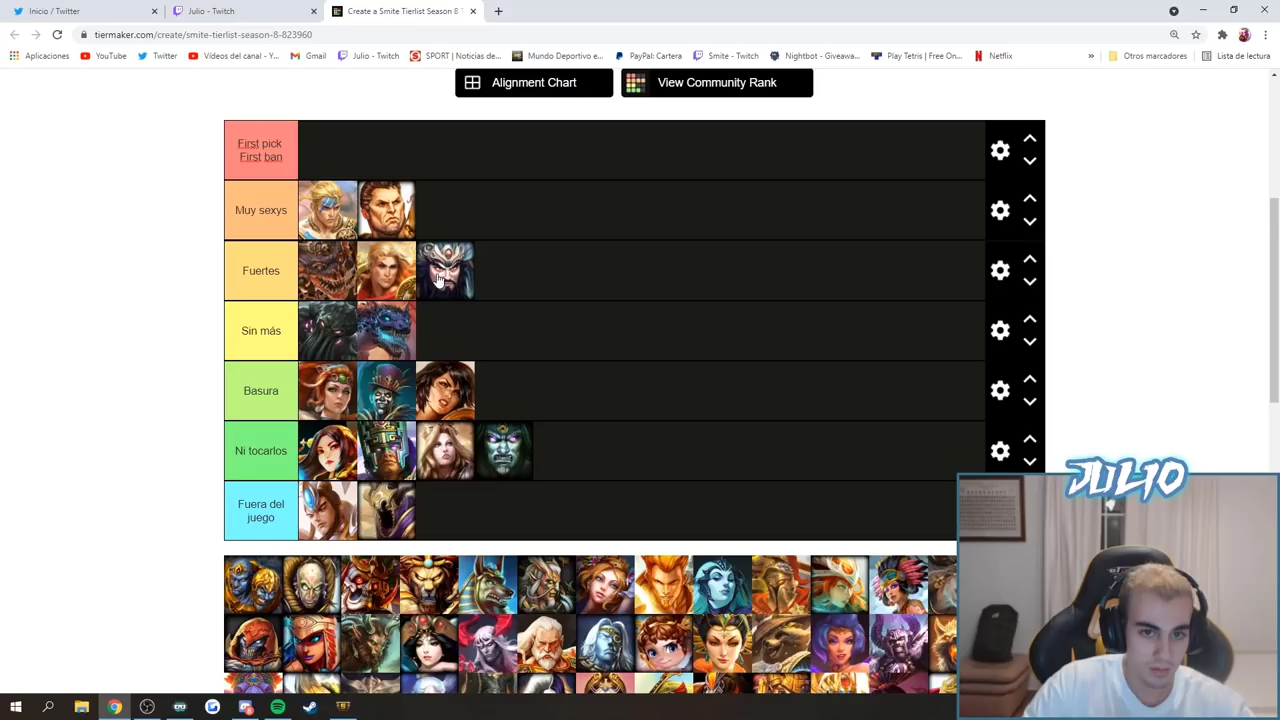 Inicio / Twitter
Julio - Twitch
Create a Smite Tierlist Season 8 T
tiermaker.com/create/smite-tierlist-season-8-823960
Aplicaciones
YouTube
Twitter
Vídeos del canal - Y...
Gmail
Julio - Twitch
SPORT | Noticias de...
Mundo Deportivo e...
PayPal: Cartera
Smite - Twitch
Nightbot - Giveawa...
Play Tetris | Free On...
Netflix
»
Otros marcadores
Lista de lectura
Alignment Chart
View Community Rank
First pick
First ban
Muy sexys
Fuertes
Sin más
Basura
Ni tocarlos
Fuera del
juego
JUL10